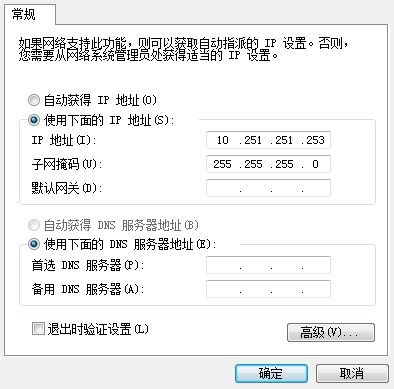 常规
如果网络支持此功能，则可以获取自动指派的 IP 设置。否则，
您需要从网络系统管理员处获得适当的 IP 设置。
自动获得 IP 地址(O)
使用下面的 IP 地址(S):
IP 地址(I): 10 .251 .251 .253
子网掩码(U): 255 .255 .255 . 0
默认网关(D): . . .
自动获得 DNS 服务器地址(B)
使用下面的 DNS 服务器地址(E):
首选 DNS 服务器(P): . . .
备用 DNS 服务器(A): . . .
退出时验证设置(L)
高级(V)...
确定 取消